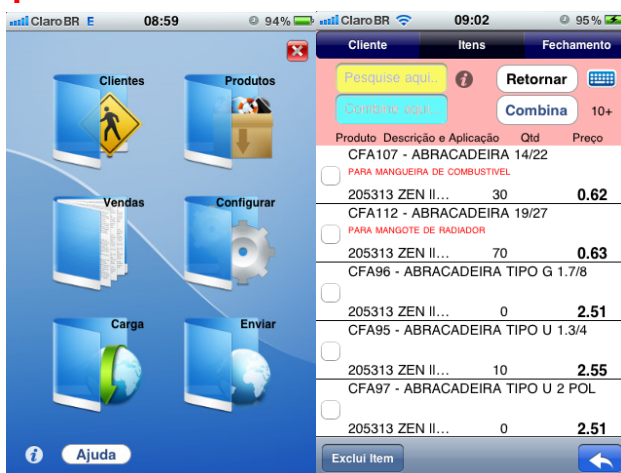 ClaroBR E 08:59 94%
Clientes Produtos
Vendas Configurar
Carga Enviar
i Ajuda
ClaroBR 09:02 95%
Cliente Itens Fechamento
Pesquise aqui.. i Retornar
Combine aqui.. Combina 10+
Produto Descrição e Aplicação Qtd Preço
CFA107 - ABRACADEIRA 14/22
PARA MANGUEIRA DE COMBUSTIVEL
205313 ZEN II... 30 0.62
CFA112 - ABRACADEIRA 19/27
PARA MANGOTE DE RADIADOR
205313 ZEN II... 70 0.63
CFA96 - ABRACADEIRA TIPO G 1.7/8
205313 ZEN II... 0 2.51
CFA95 - ABRACADEIRA TIPO U 1.3/4
205313 ZEN II... 10 2.55
CFA97 - ABRACADEIRA TIPO U 2 POL
205313 ZEN II... 0 2.51
Exclui Item